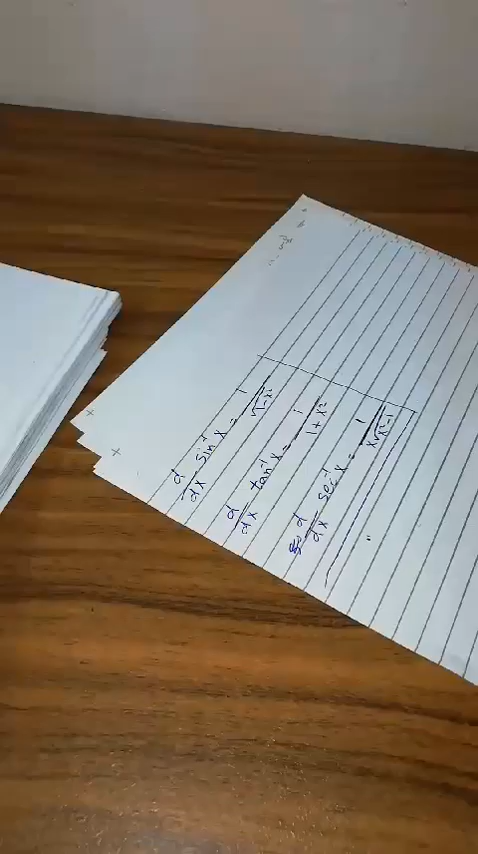 d/dx sin⁻¹x = 1/√1-x²
d/dx tan⁻¹x = 1/1+x²
d/dx sec⁻¹x = 1/x√x²-1